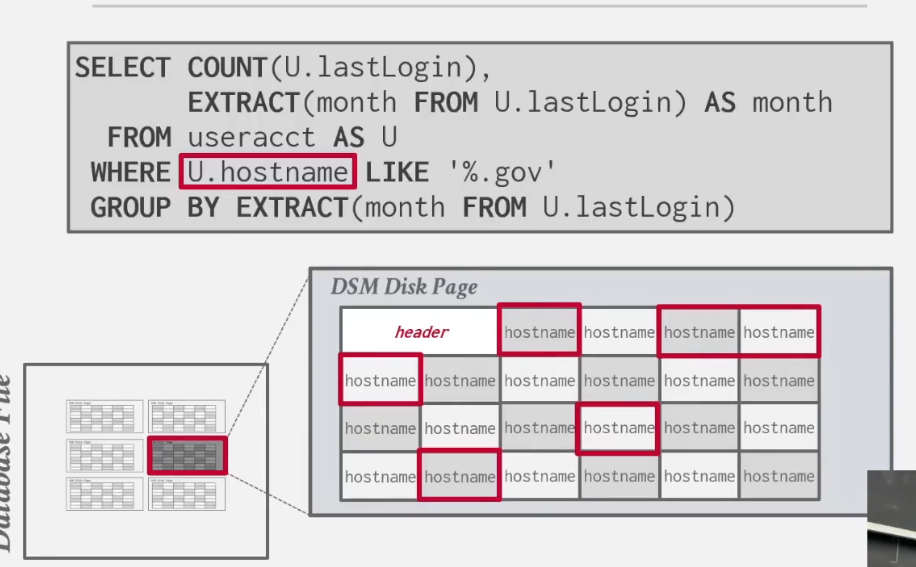 SELECT COUNT(U.lastLogin),
EXTRACT(month FROM U.lastLogin) AS month
FROM useracct AS U
WHERE U.hostname LIKE '%.gov'
GROUP BY EXTRACT(month FROM U.lastLogin)
DSM Disk Page
header hostname hostname hostname hostname
hostname hostname hostname hostname hostname hostname
hostname hostname hostname hostname hostname hostname
hostname hostname hostname hostname hostname hostname
Database File